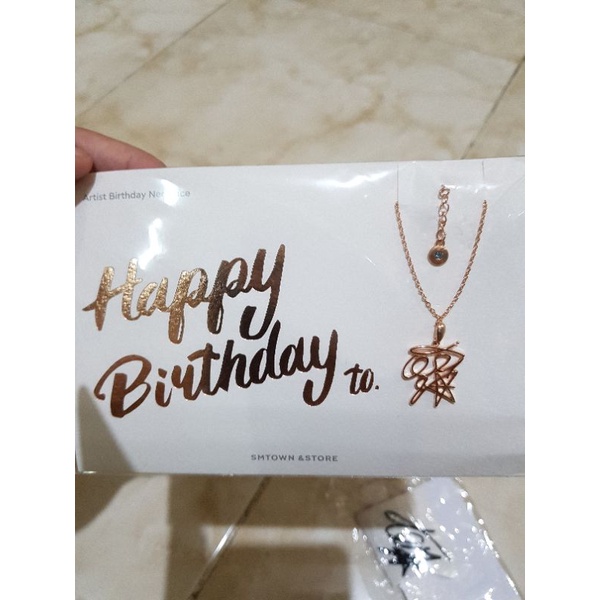 Artist Birthday Necklace
Happy
Birthday to.
SMTOWN &STORE